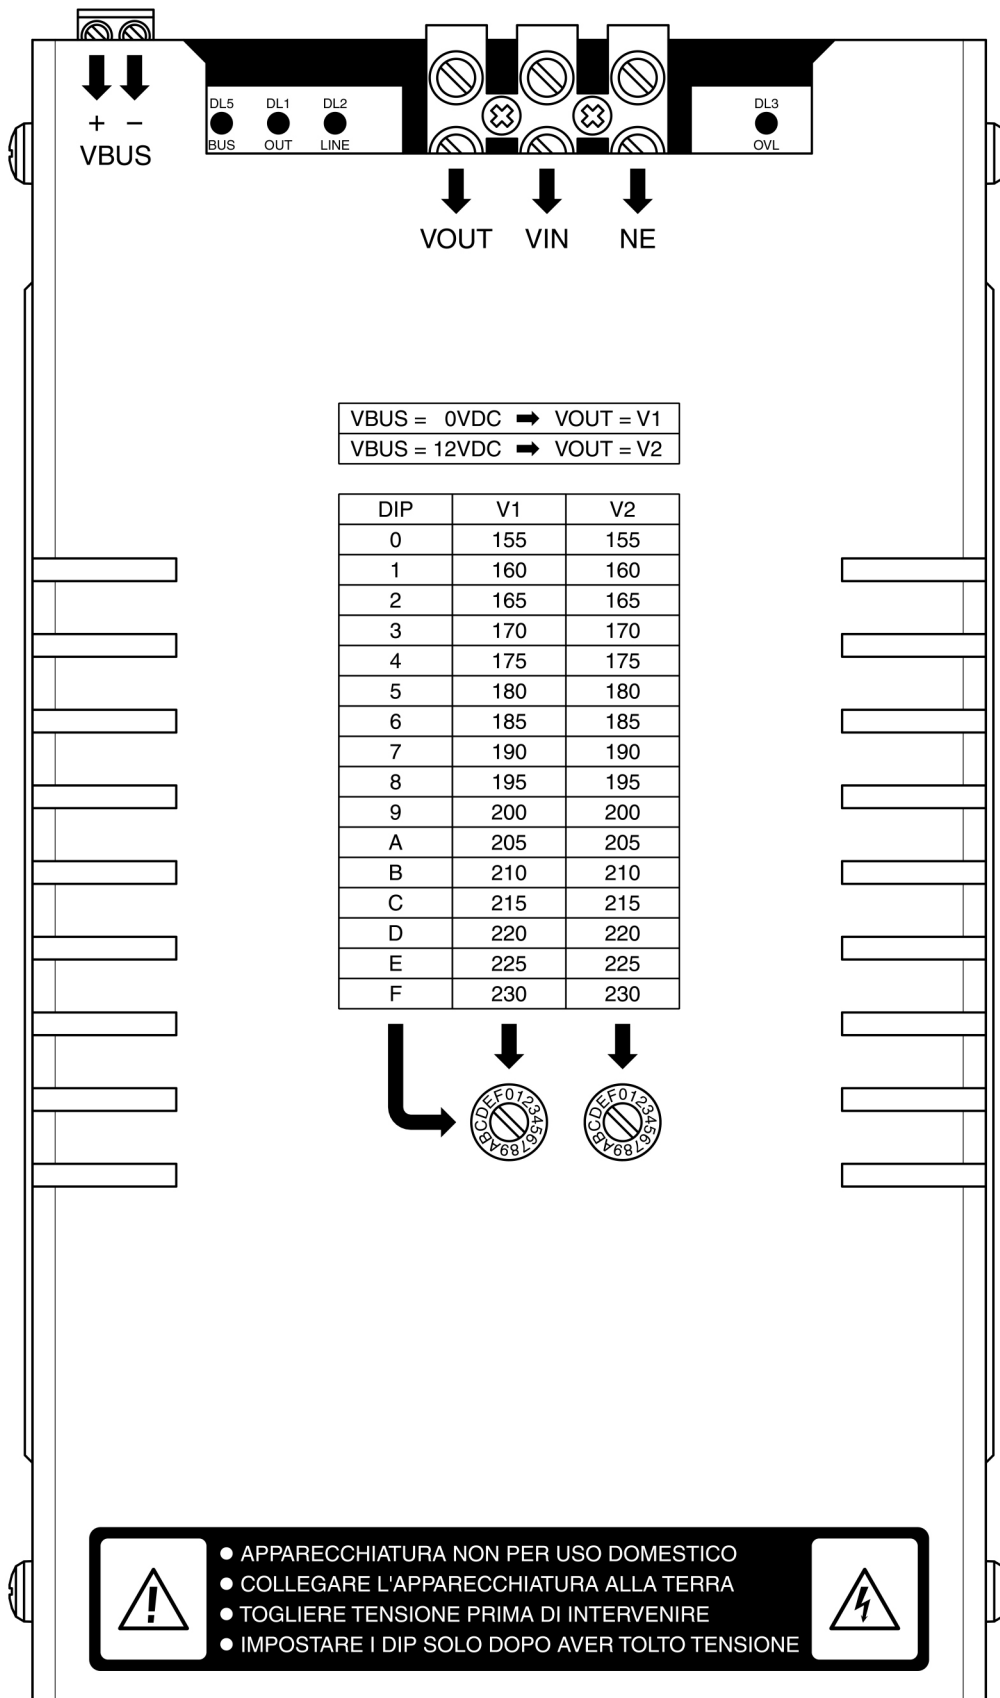 + −
VBUS
DL5 DL1 DL2
BUS OUT LINE
DL3
OVL
VOUT VIN NE
VBUS = 0VDC ➡ VOUT = V1
VBUS = 12VDC ➡ VOUT = V2
DIP V1 V2
0 155 155
1 160 160
2 165 165
3 170 170
4 175 175
5 180 180
6 185 185
7 190 190
8 195 195
9 200 200
A 205 205
B 210 210
C 215 215
D 220 220
E 225 225
F 230 230
0123456789ABCDEF 0123456789ABCDEF
● APPARECCHIATURA NON PER USO DOMESTICO
● COLLEGARE L'APPARECCHIATURA ALLA TERRA
● TOGLIERE TENSIONE PRIMA DI INTERVENIRE
● IMPOSTARE I DIP SOLO DOPO AVER TOLTO TENSIONE